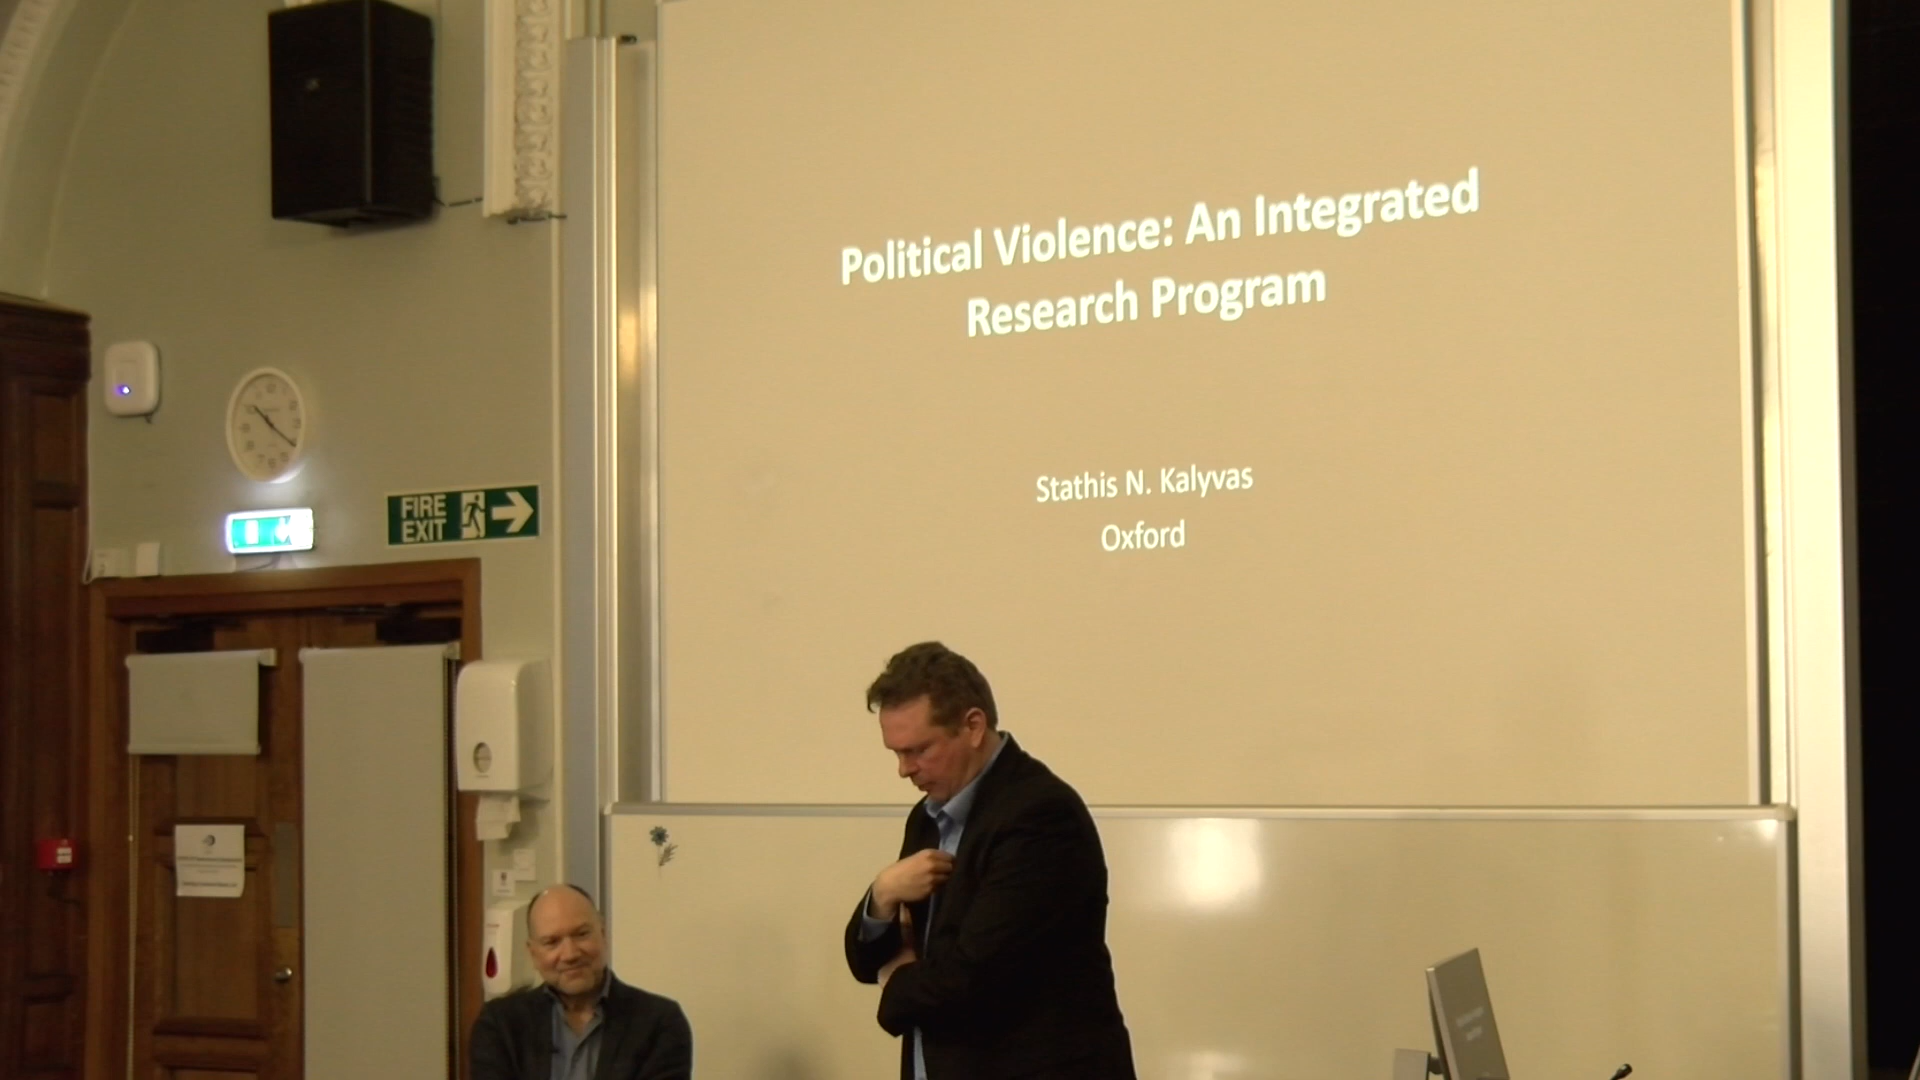 Political Violence: An Integrated
Research Program
Stathis N. Kalyvas
Oxford
FIRE
EXIT